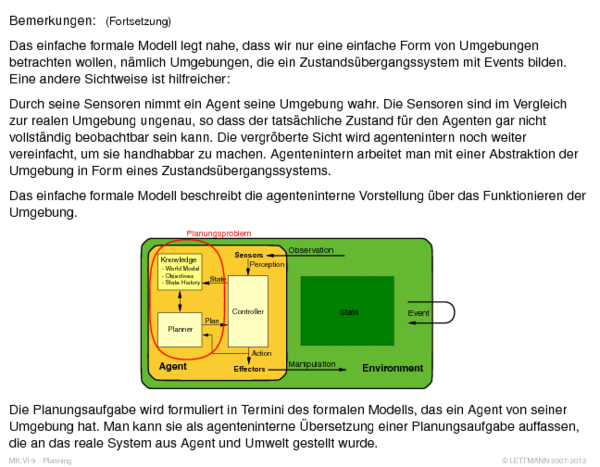 Bemerkungen: (Fortsetzung)
Das einfache formale Modell legt nahe, dass wir nur eine einfache Form von Umgebungen
betrachten wollen, nämlich Umgebungen, die ein Zustandsübergangssystem mit Events bilden.
Eine andere Sichtweise ist hilfreicher:
Durch seine Sensoren nimmt ein Agent seine Umgebung wahr. Die Sensoren sind im Vergleich
zur realen Umgebung ungenau, so dass der tatsächliche Zustand für den Agenten gar nicht
vollständig beobachtbar sein kann. Die vergröberte Sicht wird agentenintern noch weiter
vereinfacht, um sie handhabbar zu machen. Agentenintern arbeitet man mit einer Abstraktion der
Umgebung in Form eines Zustandsübergangssystems.
Das einfache formale Modell beschreibt die agenteninterne Vorstellung über das Funktionieren der
Umgebung.
Planungsproblem
Sensors
Observation
Knowledge
- World Model
- Objectives
- State History
Perception
State
Controller
State
Event
Plan
Planner
Action
Agent
Effectors
Manipulation
Environment
Die Planungsaufgabe wird formuliert in Termini des formalen Modells, das ein Agent von seiner
Umgebung hat. Man kann sie als agenteninterne Übersetzung einer Planungsaufgabe auffassen,
die an das reale System aus Agent und Umwelt gestellt wurde.
MK:VI-9 Planning
© LETTMANN 2007-2013